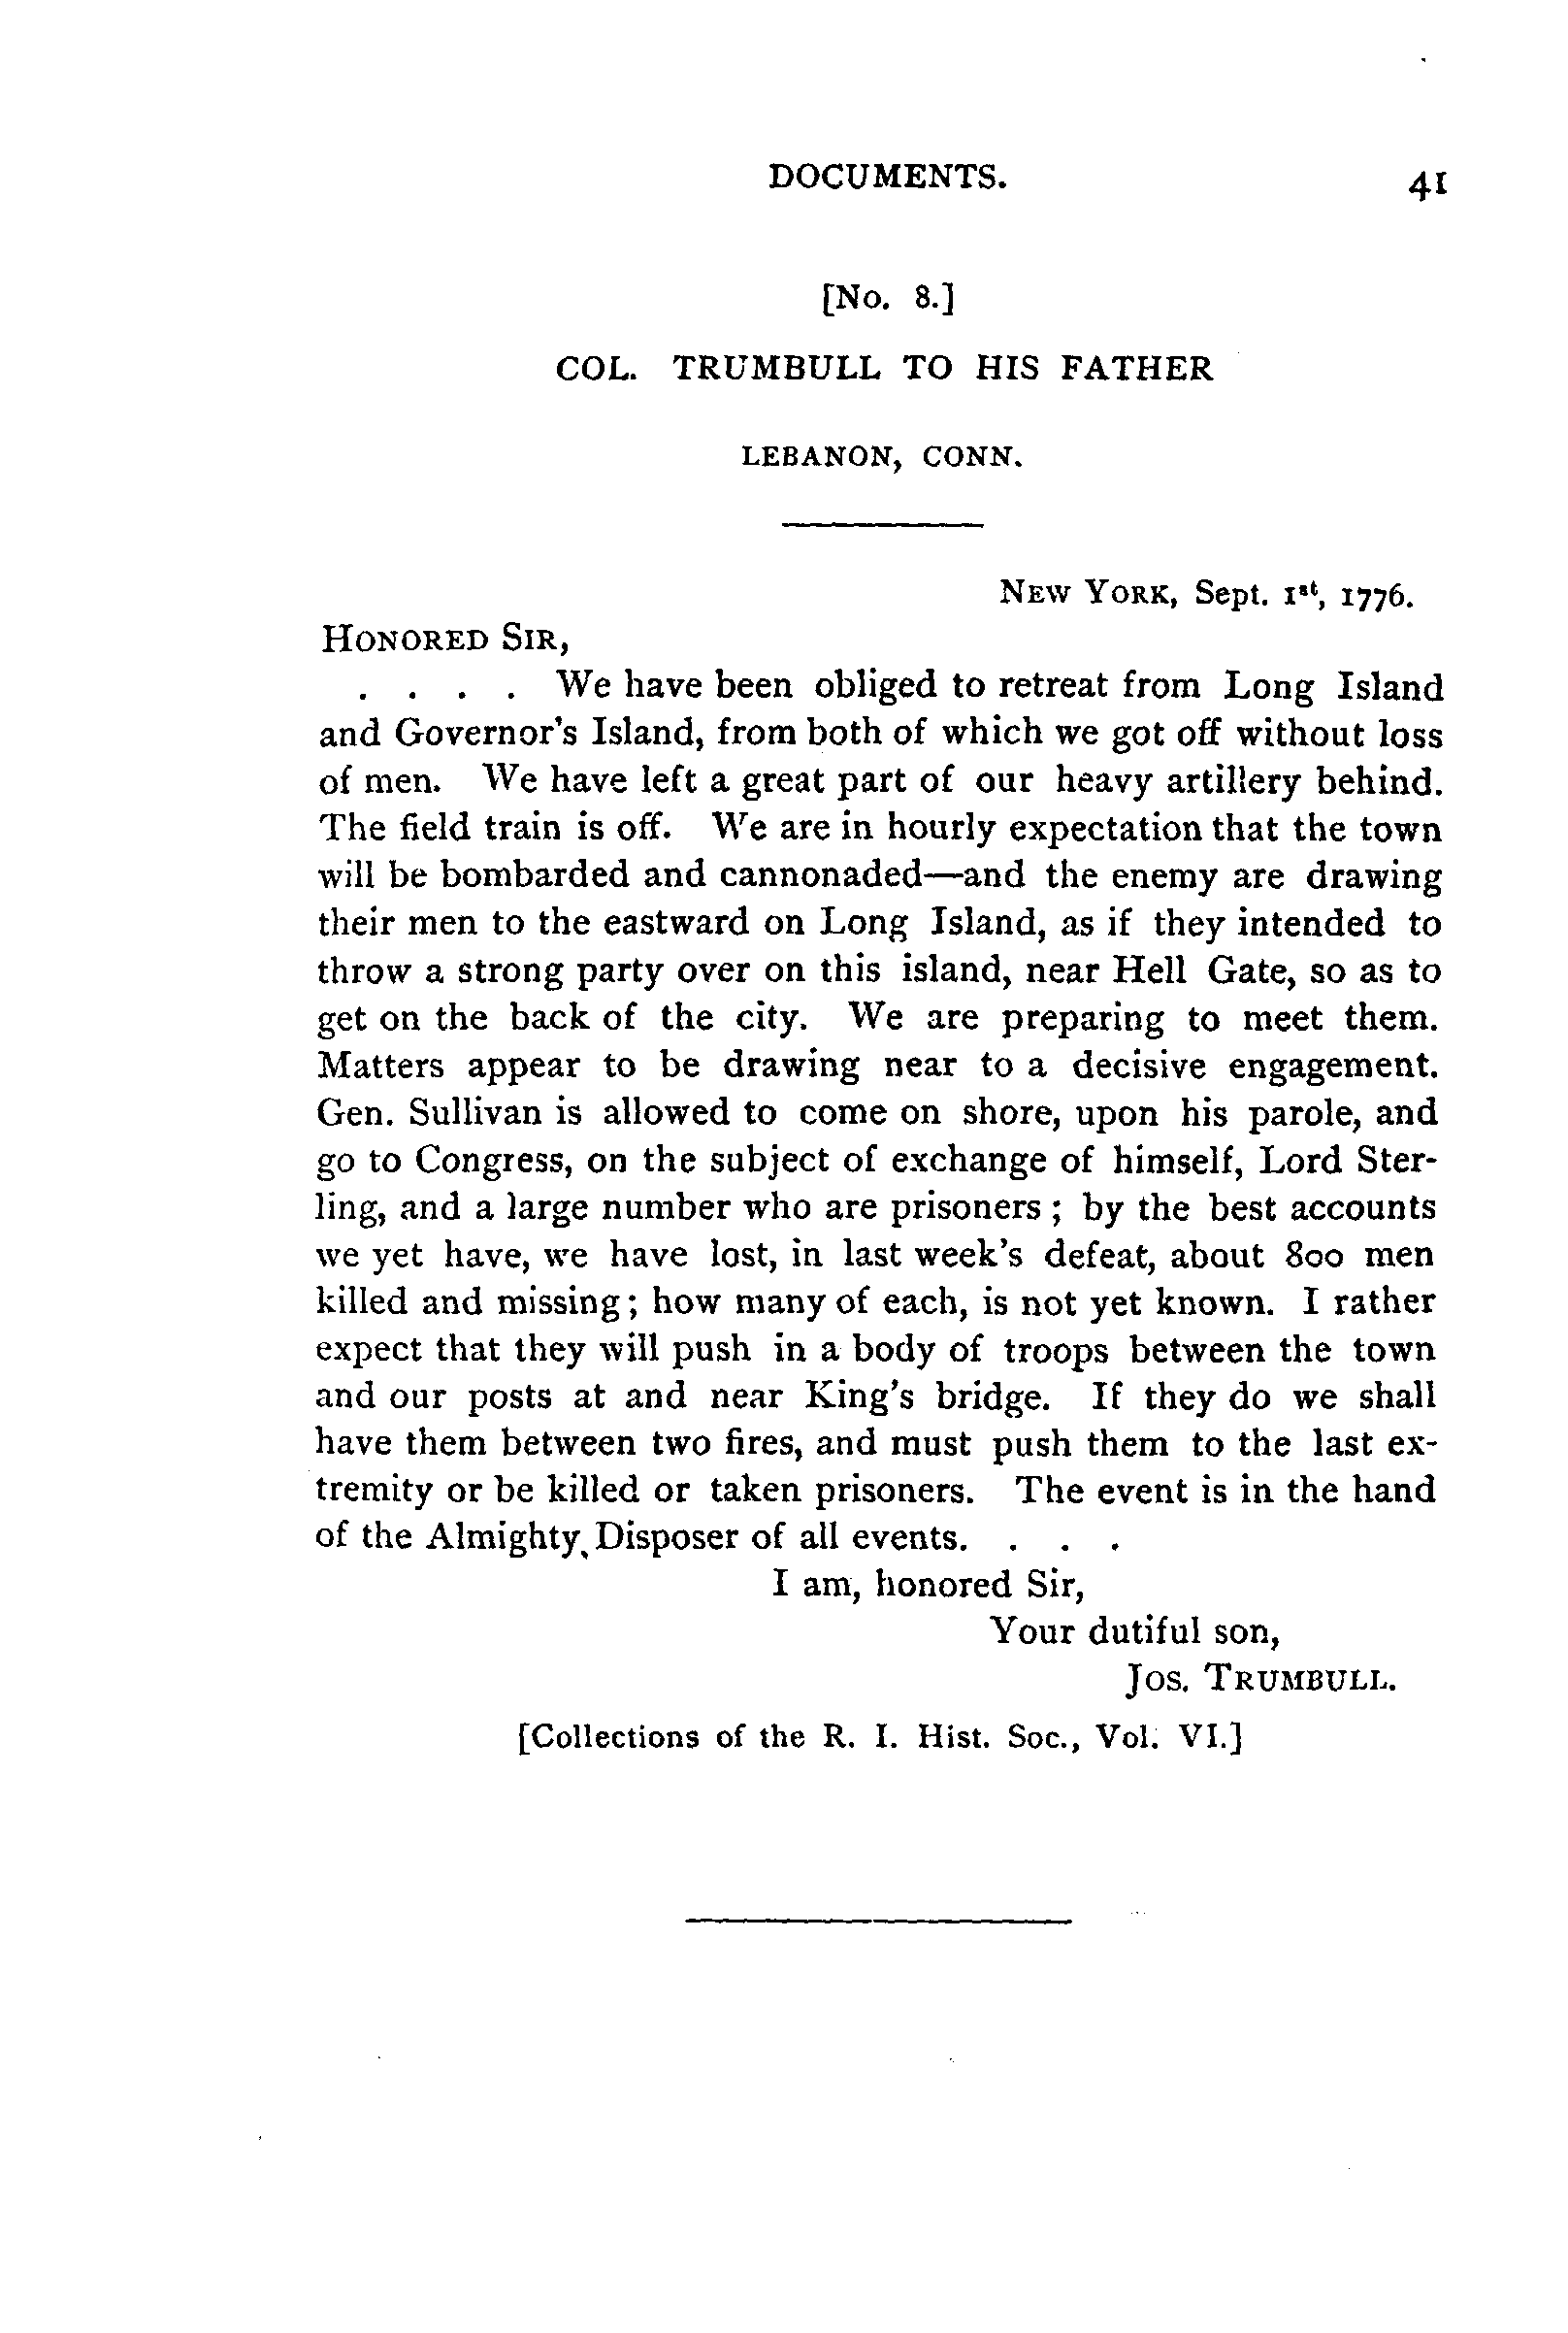 DOCUMENTS. 41
[No. 8.]
COL. TRUMBULL TO HIS FATHER
LEBANON, CONN.
NEW YORK, Sept. 1st, 1776.
HONORED SIR,
. . . . We have been obliged to retreat from Long Island
and Governor's Island, from both of which we got off without loss
of men. We have left a great part of our heavy artillery behind.
The field train is off. We are in hourly expectation that the town
will be bombarded and cannonaded—and the enemy are drawing
their men to the eastward on Long Island, as if they intended to
throw a strong party over on this island, near Hell Gate, so as to
get on the back of the city. We are preparing to meet them.
Matters appear to be drawing near to a decisive engagement.
Gen. Sullivan is allowed to come on shore, upon his parole, and
go to Congress, on the subject of exchange of himself, Lord Ster-
ling, and a large number who are prisoners ; by the best accounts
we yet have, we have lost, in last week's defeat, about 800 men
killed and missing; how many of each, is not yet known. I rather
expect that they will push in a body of troops between the town
and our posts at and near King's bridge. If they do we shall
have them between two fires, and must push them to the last ex-
tremity or be killed or taken prisoners. The event is in the hand
of the Almighty, Disposer of all events. . . .
I am, honored Sir,
Your dutiful son,
JOS. TRUMBULL.
[Collections of the R. I. Hist. Soc., Vol. VI.]